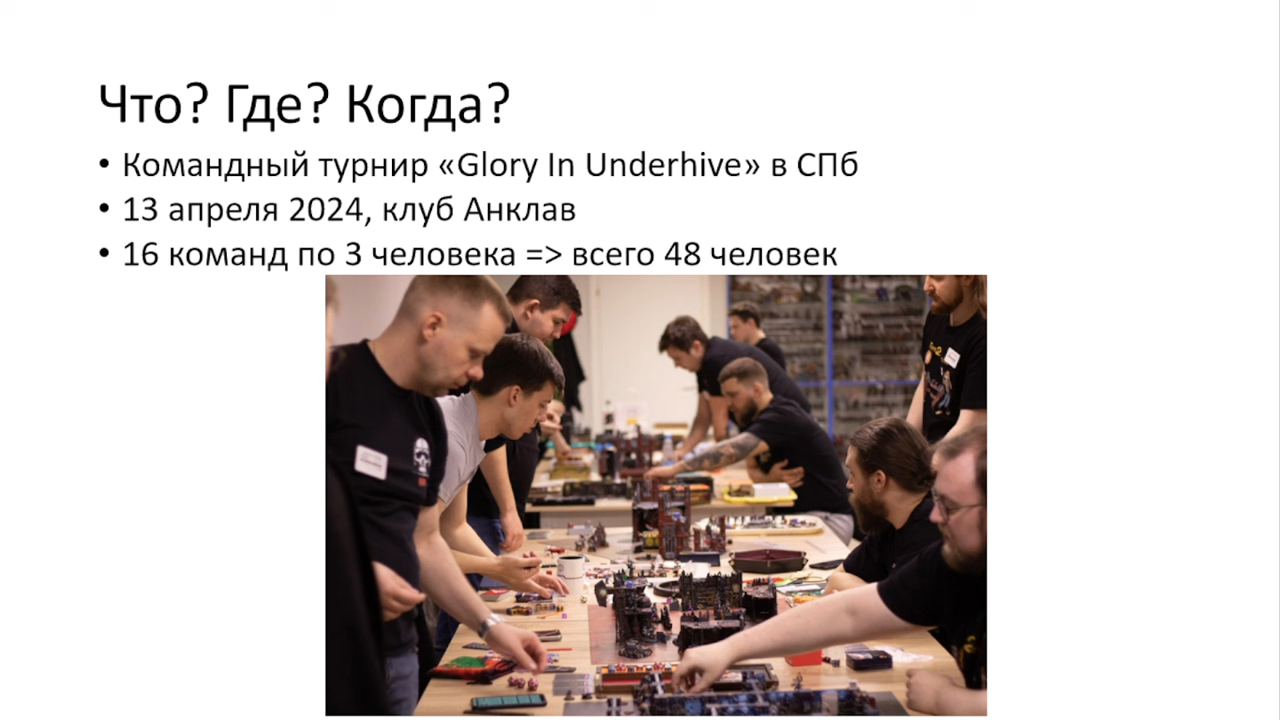 Что? Где? Когда?
• Командный турнир «Glory In Underhive» в СПб
• 13 апреля 2024, клуб Анклав
• 16 команд по 3 человека => всего 48 человек